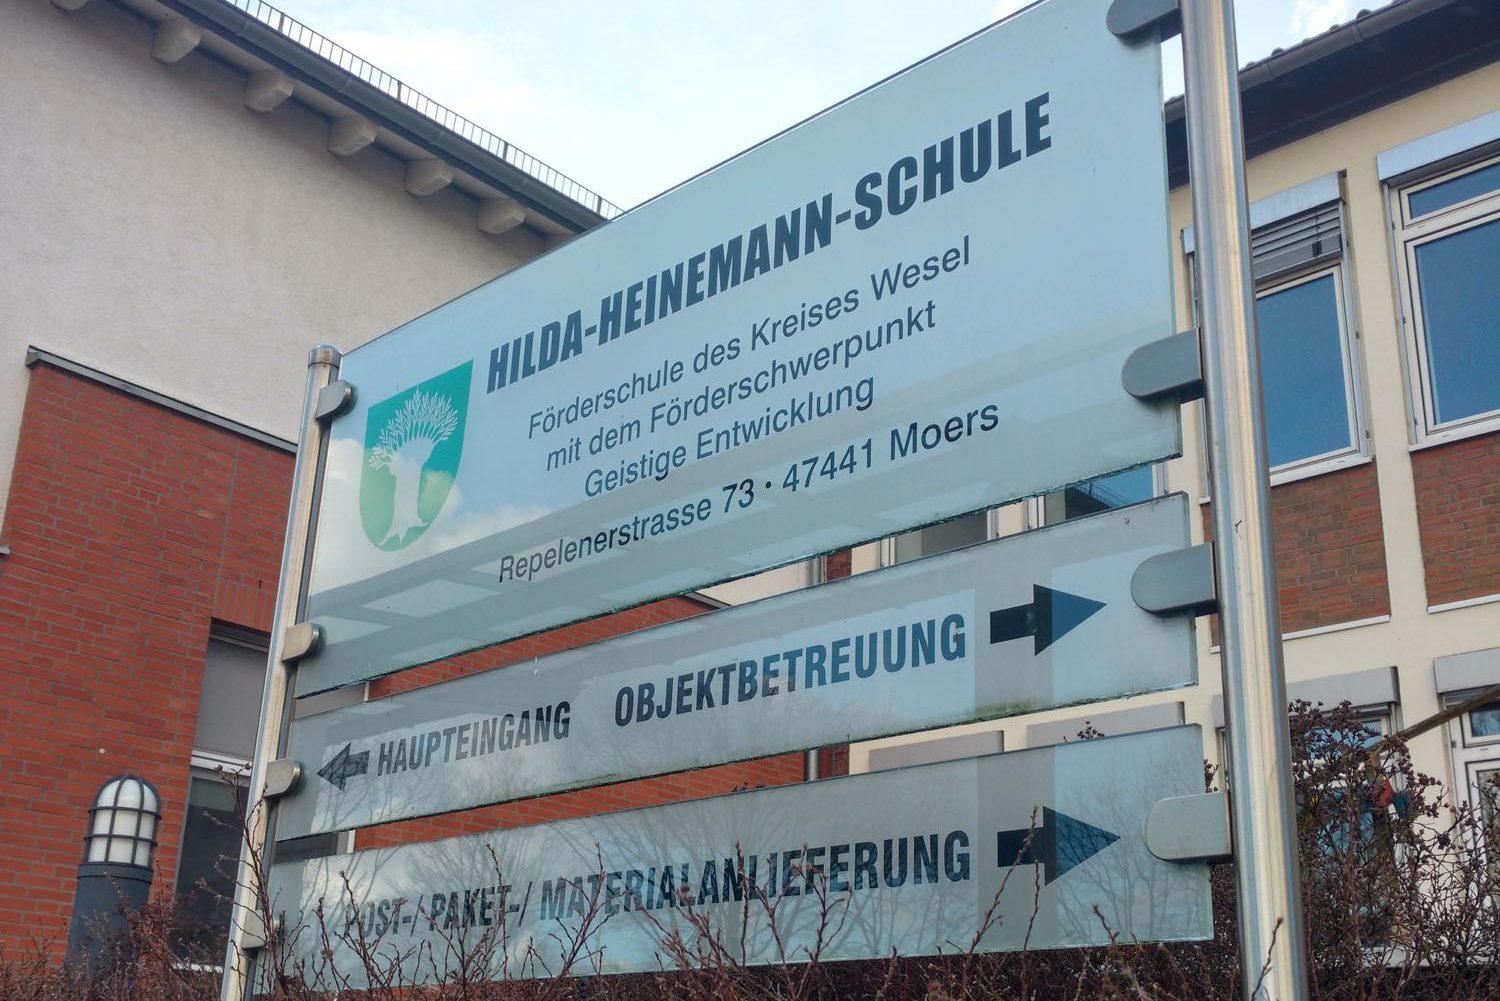 HILDA-HEINEMANN-SCHULE
Förderschule des Kreises Wesel
mit dem Förderschwerpunkt
Geistige Entwicklung
Repelenerstrasse 73 · 47441 Moers
HAUPTEINGANG OBJEKTBETREUUNG
POST-/ PAKET-/ MATERIALANLIEFERUNG